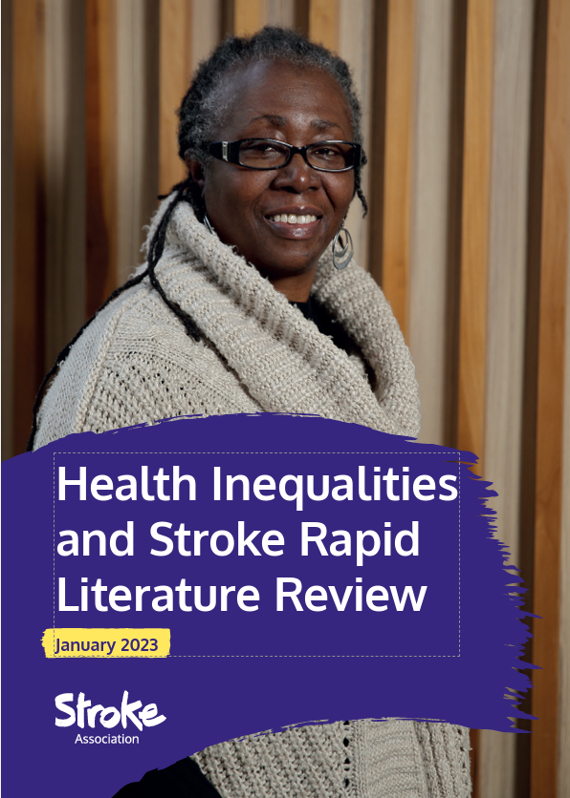 Health Inequalities
and Stroke Rapid
Literature Review
January 2023
Stroke
Association